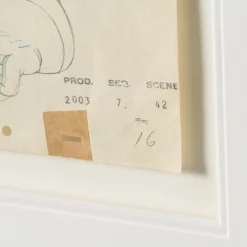 PROD. SEQ. SCENE
2003 7. 42
16